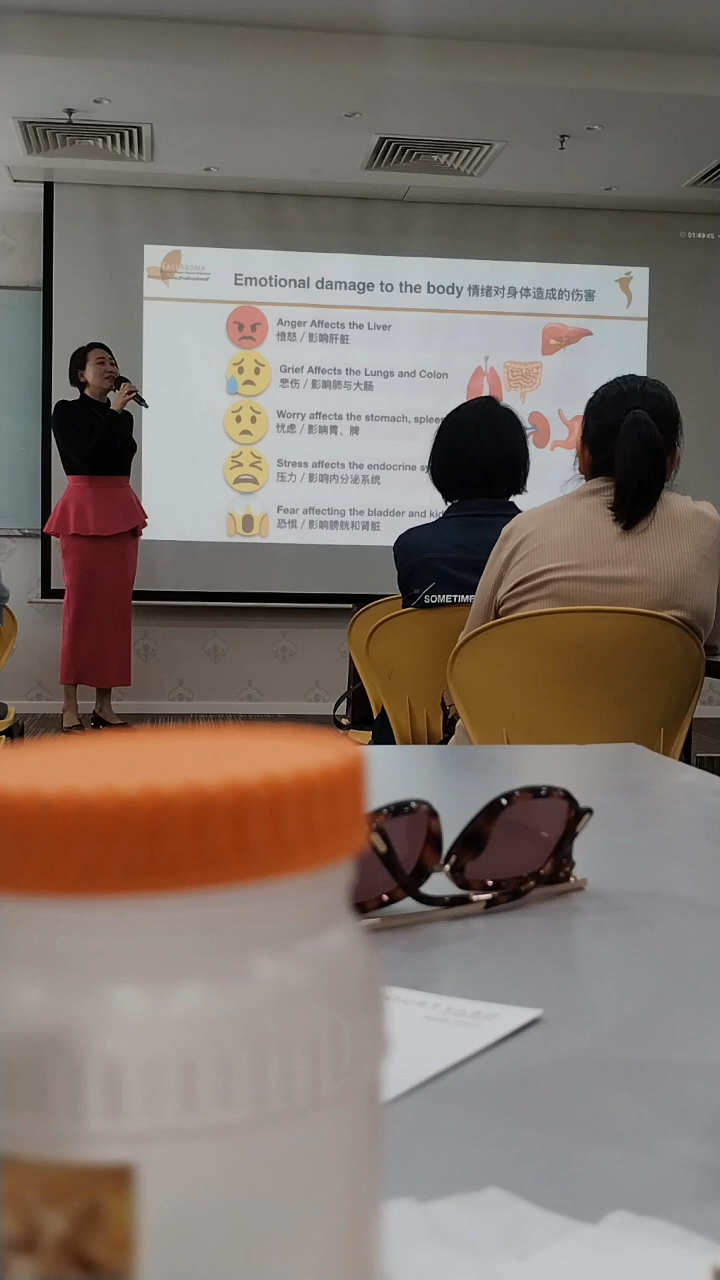 Emotional damage to the body 情绪对身体造成的伤害
Anger Affects the Liver
愤怒 / 影响肝脏
Grief Affects the Lungs and Colon
悲伤 / 影响肺与大肠
Worry affects the stomach,
忧虑 / 影响胃、脾
Stress affects the endocrine
压力 / 影响内分泌系统
Fear affecting the bladder and
恐惧 / 影响膀胱和肾脏
SOMETIME
01:49:45